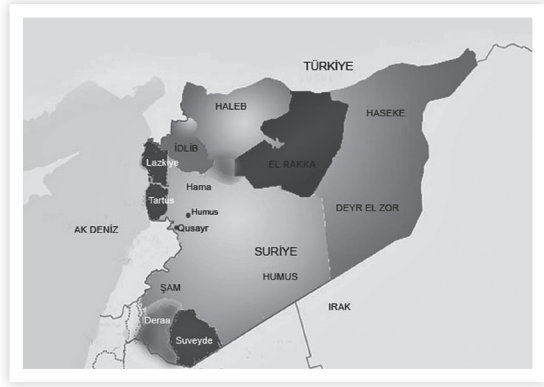 TÜRKİYE
HALEB
HASEKE
İDLİB
EL RAKKA
Lazkiye
Hama
Tartus
Humus
DEYR EL ZOR
AK DENİZ
Qusayr
SURİYE
HUMUS
ŞAM
IRAK
Deraa
Suveyde